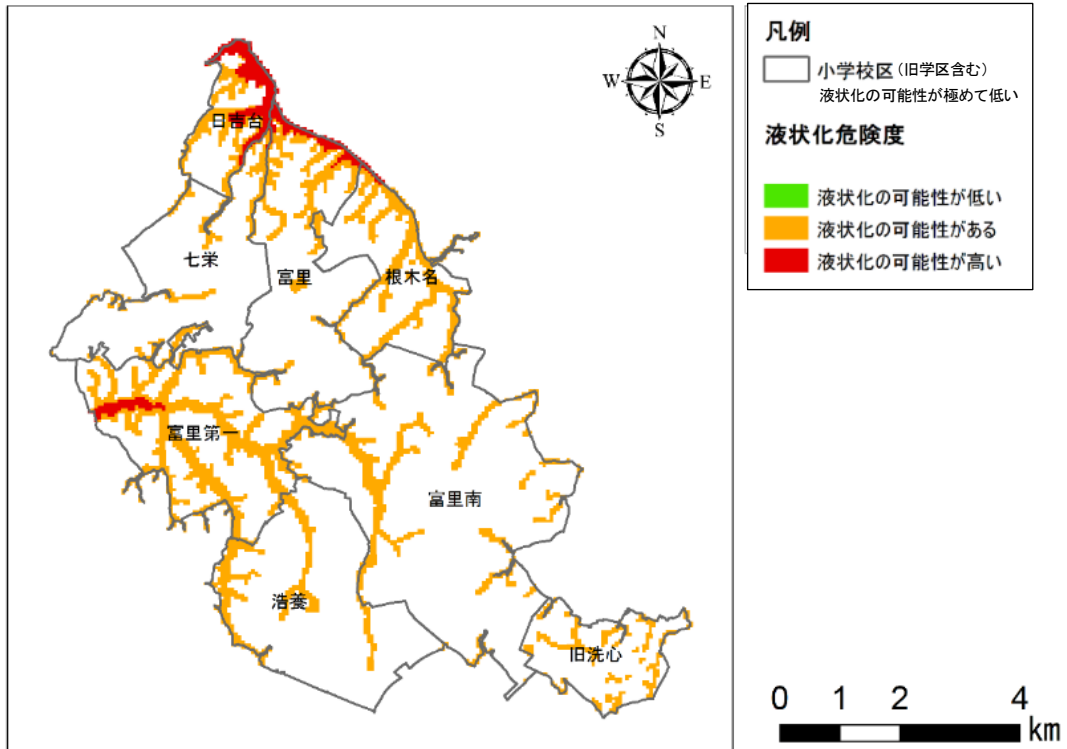 N
W
E
S
日吉台
七栄
富里
根木名
富里第一
富里南
浩養
旧洗心
凡例
小学校区(旧学区含む)
液状化の可能性が極めて低い
液状化危険度
液状化の可能性が低い
液状化の可能性がある
液状化の可能性が高い
0 1 2 4
km